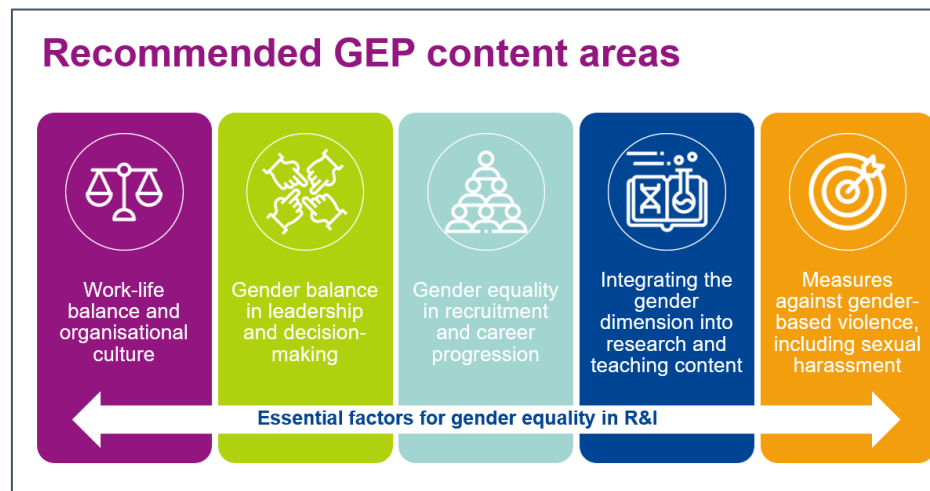 Recommended GEP content areas
Work-life
balance and
organisational
culture
Gender balance
in leadership
and decision-
making
Gender equality
in recruitment
and career
progression
Integrating the
gender
dimension into
research and
teaching content
Measures
against gender-
based violence,
including sexual
harassment
Essential factors for gender equality in R&I